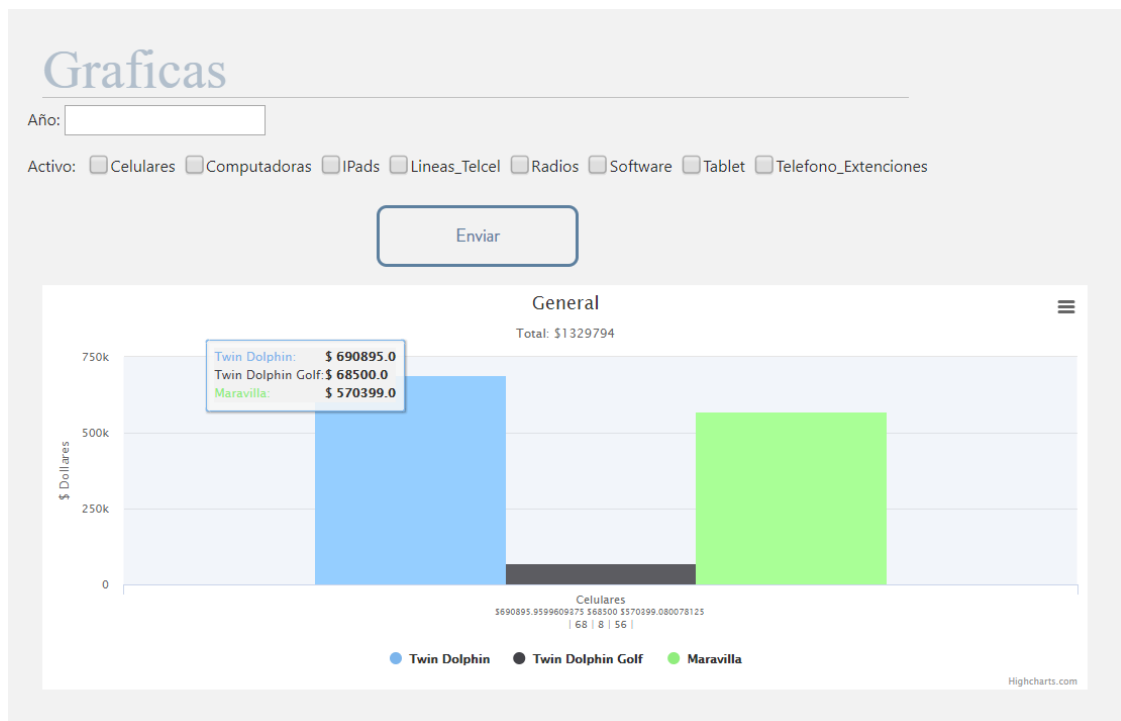 Graficas
Año:
Activo: Celulares Computadoras IPads Lineas_Telcel Radios Software Tablet Telefono_Extenciones
Enviar
General
Total: $1329794
Twin Dolphin: $ 690895.0
Twin Dolphin Golf: $ 68500.0
Maravilla: $ 570399.0
750k
500k
250k
0
$ Dollares
Celulares
$690895.9599609375 $68500 $570399.080078125
| 68 | 8 | 56 |
Twin Dolphin Twin Dolphin Golf Maravilla
Highcharts.com